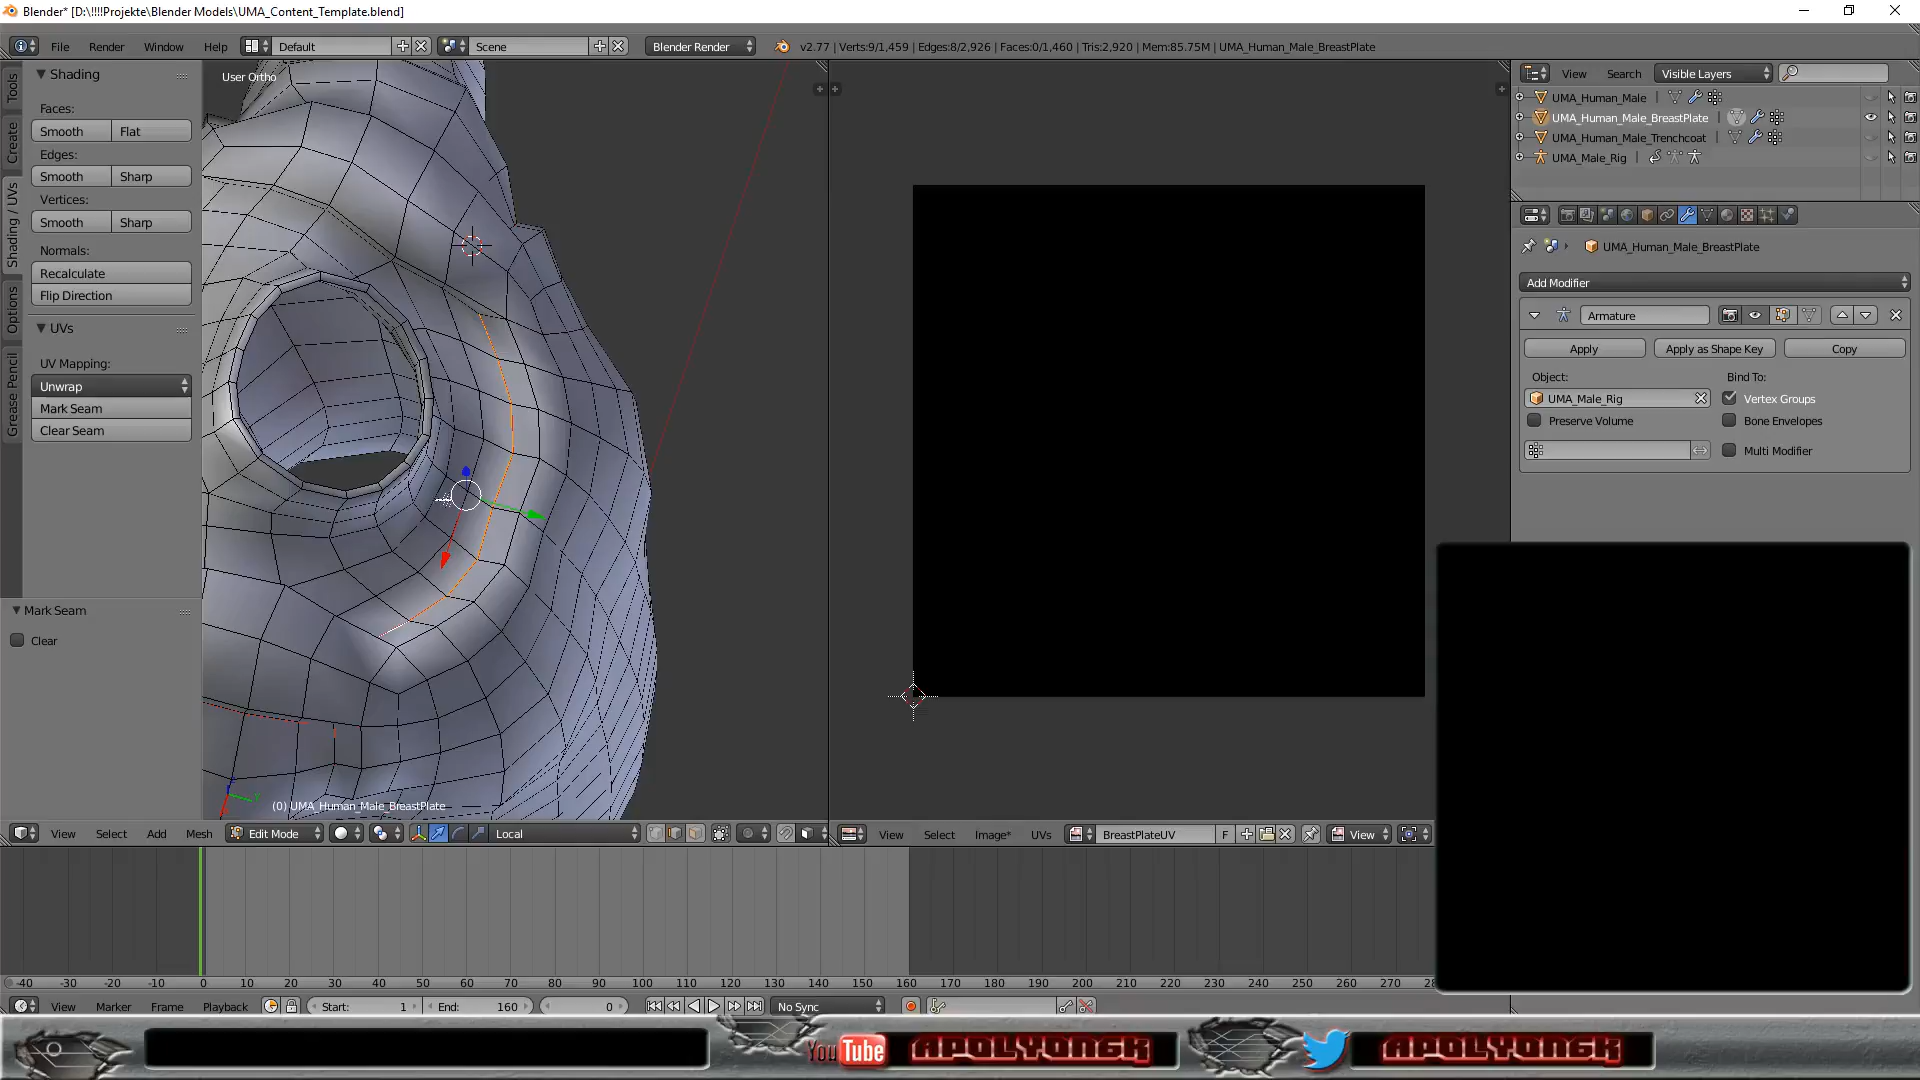 Blender* [D:\!!!!Projekte\Blender Models\UMA_Content_Template.blend]
File Render Window Help Default Scene Blender Render v2.77 | Verts:9/1,459 | Edges:8/2,926 | Faces:0/1,460 | Tris:2,920 | Mem:85.75M | UMA_Human_Male_BreastPlate
Tools
Create
Shading / UVs
Options
Grease Pencil
Shading
Faces:
Smooth Flat
Edges:
Smooth Sharp
Vertices:
Smooth Sharp
Normals:
Recalculate
Flip Direction
UVs
UV Mapping:
Unwrap
Mark Seam
Clear Seam
Mark Seam
Clear
User Ortho
(0) UMA_Human_Male_BreastPlate
View Select Add Mesh Edit Mode Local
View Select Image* UVs BreastPlateUV F View
View Search Visible Layers
UMA_Human_Male
UMA_Human_Male_BreastPlate
UMA_Human_Male_Trenchcoat
UMA_Male_Rig
UMA_Human_Male_BreastPlate
Add Modifier
Armature
Apply Apply as Shape Key Copy
Object: Bind To:
UMA_Male_Rig Vertex Groups
Preserve Volume Bone Envelopes
Multi Modifier
-40 -30 -20 -10 0 10 20 30 40 50 60 70 80 90 100 110 120 130 140 150 160 170 180 190 200 210 220 230 240 250 260 270
View Marker Frame Playback Start: 1 End: 160 0 No Sync
YouTube APOLYON6K APOLYON6K